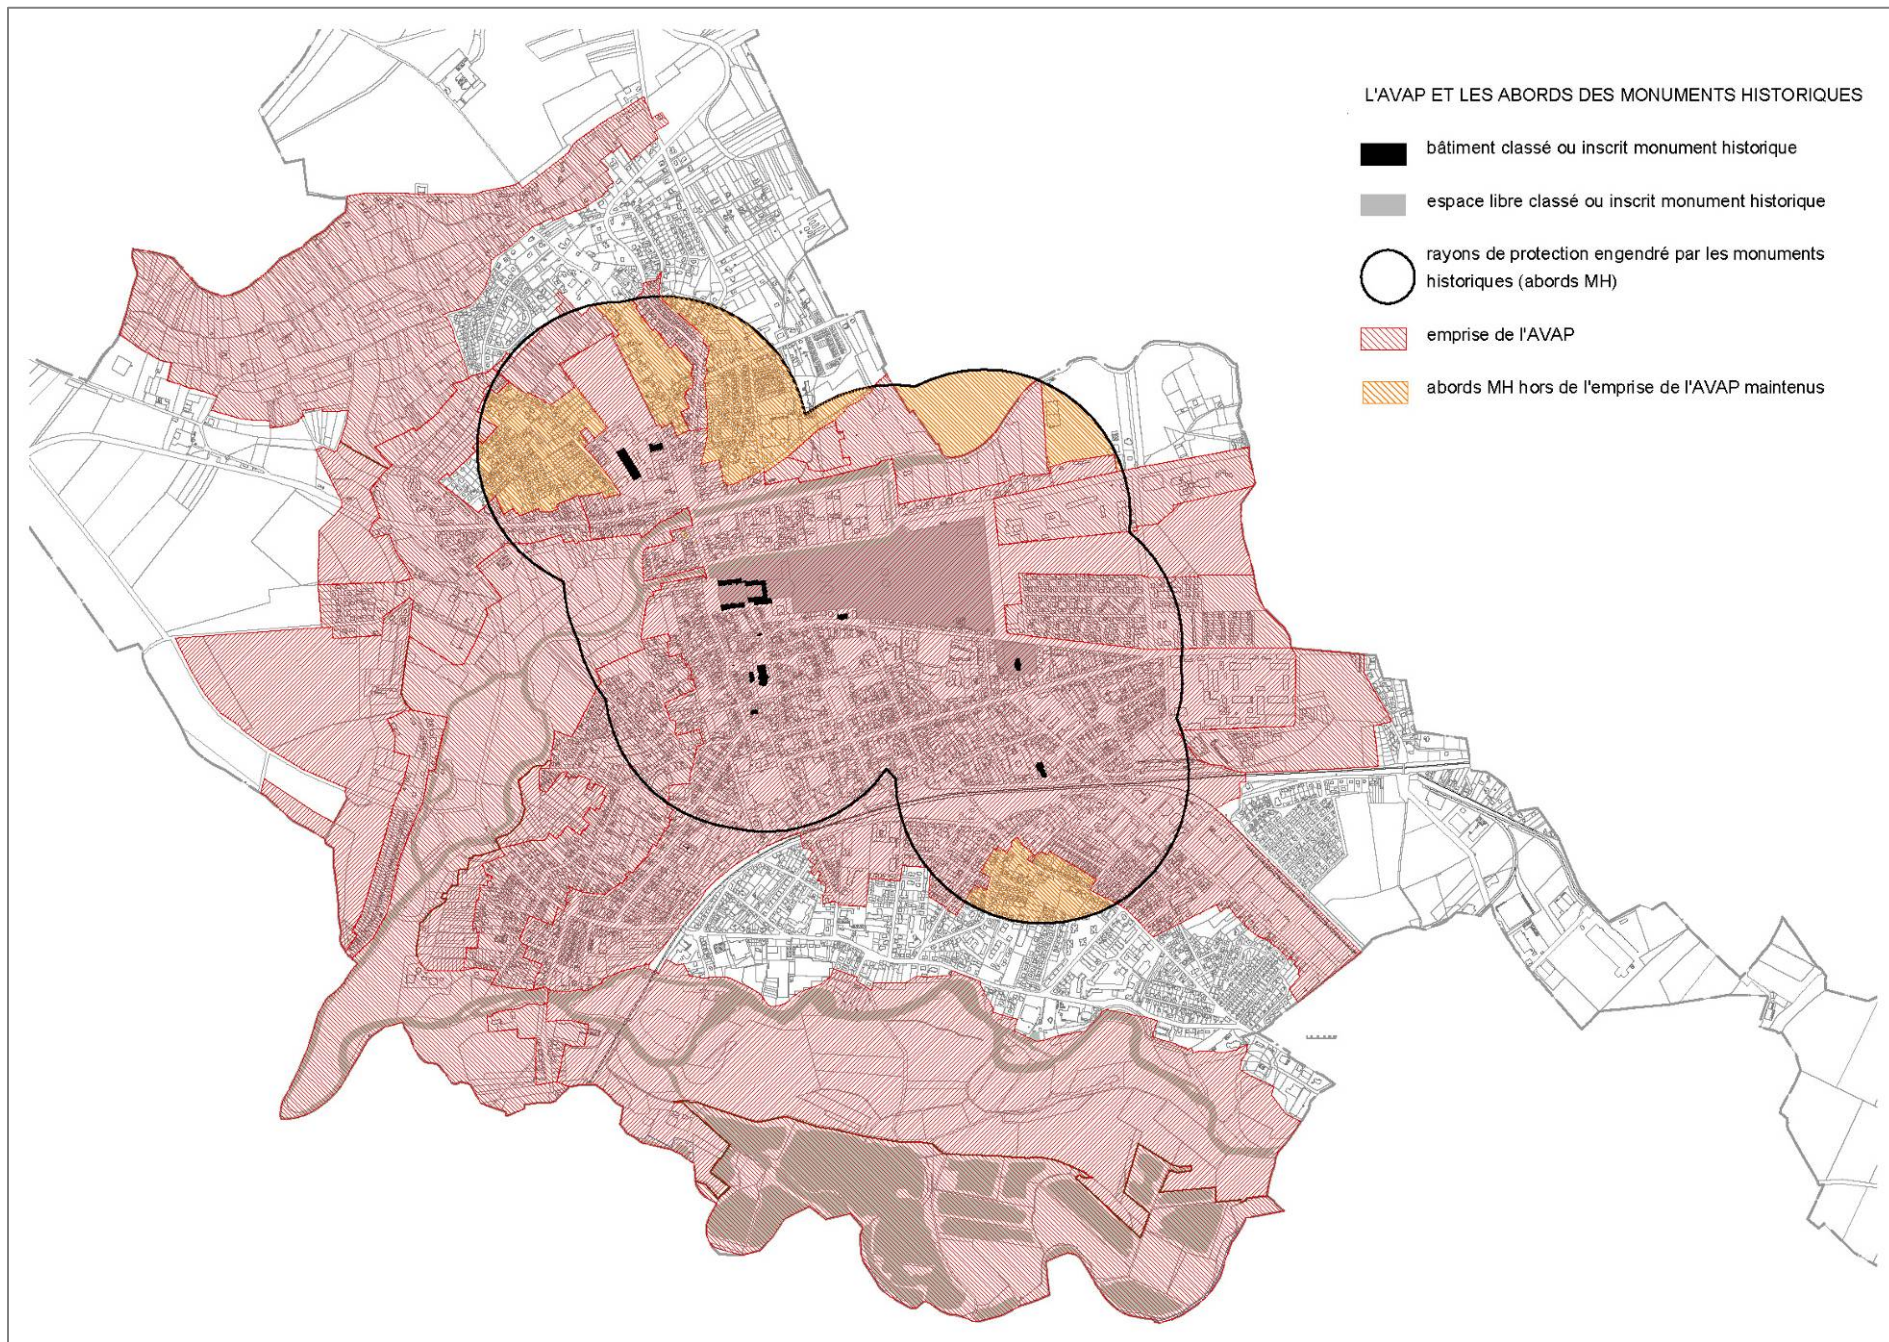 L'AVAP ET LES ABORDS DES MONUMENTS HISTORIQUES
bâtiment classé ou inscrit monument historique
espace libre classé ou inscrit monument historique
rayons de protection engendré par les monuments
historiques (abords MH)
emprise de l'AVAP
abords MH hors de l'emprise de l'AVAP maintenus